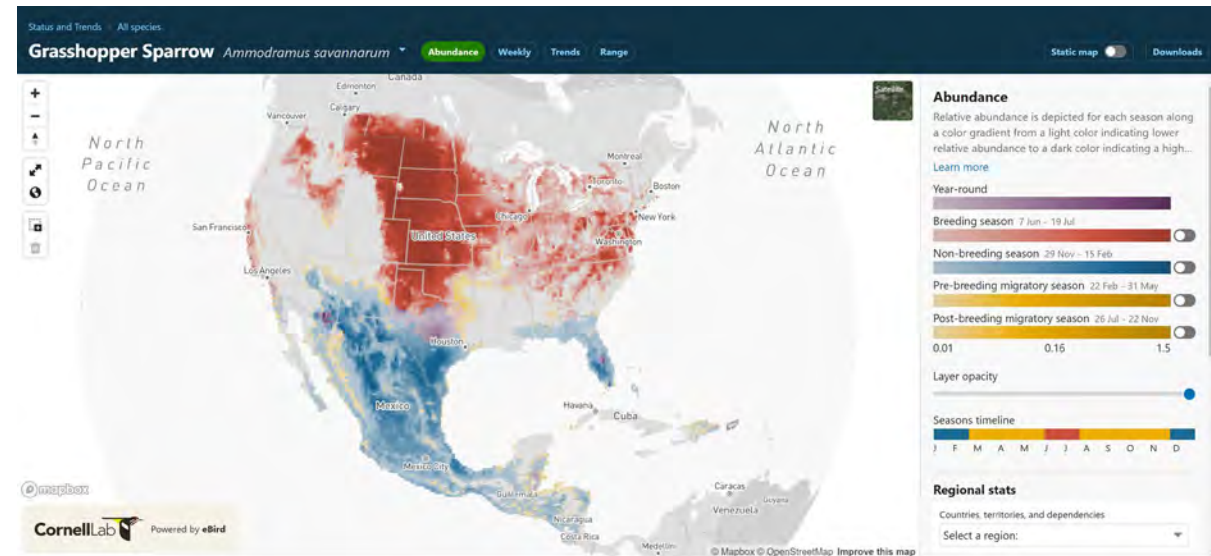 Status and Trends All species
Grasshopper Sparrow Ammodramus savannarum Abundance Weekly Trends Range
Static map Downloads
Canada
Edmonton
Calgary
Vancouver
North
Pacific
Ocean
North
Atlantic
Ocean
Satellite
Montreal
Toronto
Boston
Chicago
New York
San Francisco
United States
Washington
Los Angeles
Houston
Mexico
Havana
Cuba
Mexico City
Guatemala
Nicaragua
Costa Rica
Caracas
Venezuela
Guyana
Medellin
mapbox
CornellLab Powered by eBird
© Mapbox © OpenStreetMap Improve this map
Abundance
Relative abundance is depicted for each season along
a color gradient from a light color indicating lower
relative abundance to a dark color indicating a high...
Learn more
Year-round
Breeding season 7 Jun - 19 Jul
Non-breeding season 29 Nov - 15 Feb
Pre-breeding migratory season 22 Feb - 31 May
Post-breeding migratory season 26 Jul - 22 Nov
0.01 0.16 1.5
Layer opacity
Seasons timeline
J F M A M J J A S O N D
Regional stats
Countries, territories, and dependencies
Select a region: